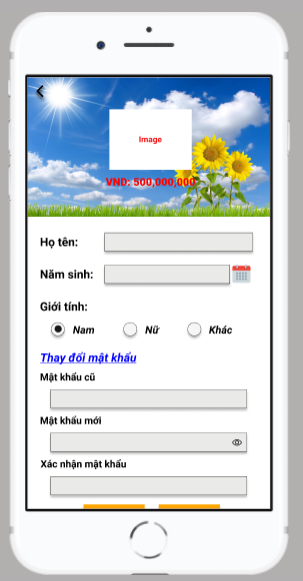 Image
VND: 500,000,000
Họ tên:
Năm sinh:
Giới tính:
Nam Nữ Khác
Thay đổi mật khẩu
Mật khẩu cũ
Mật khẩu mới
Xác nhận mật khẩu